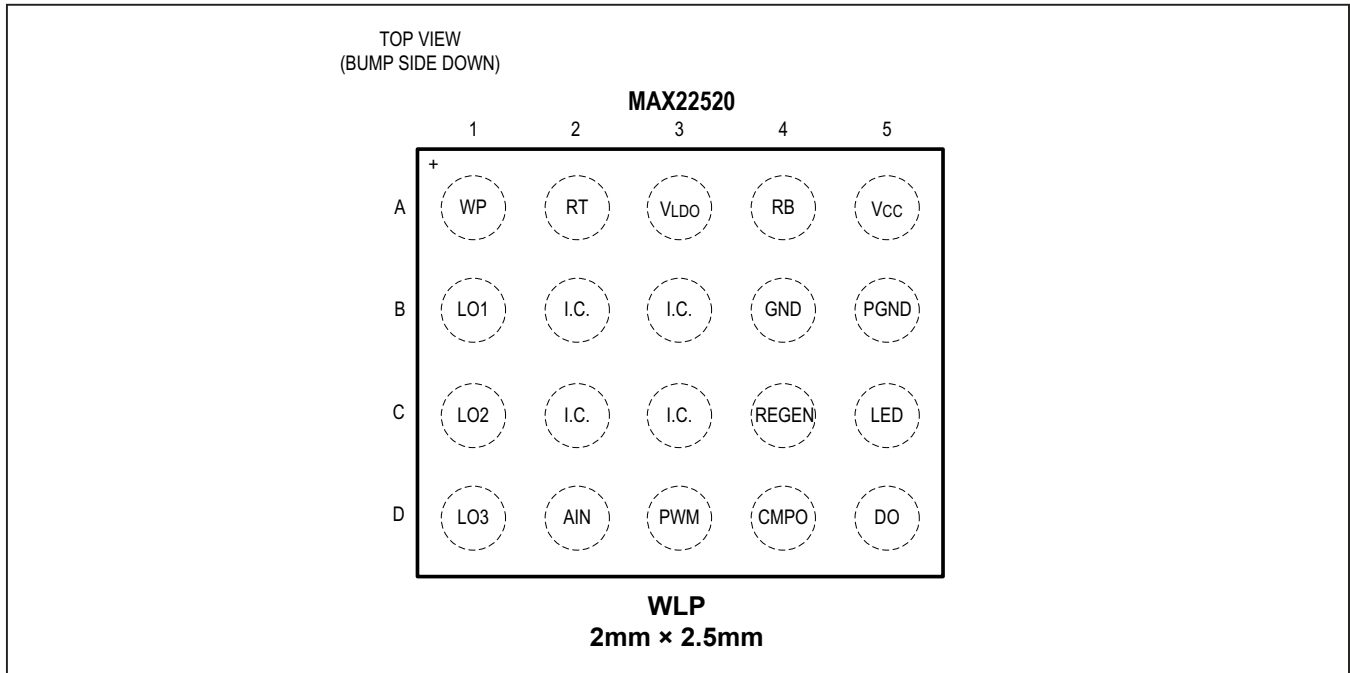 TOP VIEW
(BUMP SIDE DOWN)
MAX22520
1 2 3 4 5
+
A WP RT VLDO RB VCC
B LO1 I.C. I.C. GND PGND
C LO2 I.C. I.C. REGEN LED
D LO3 AIN PWM CMPO DO
WLP
2mm × 2.5mm